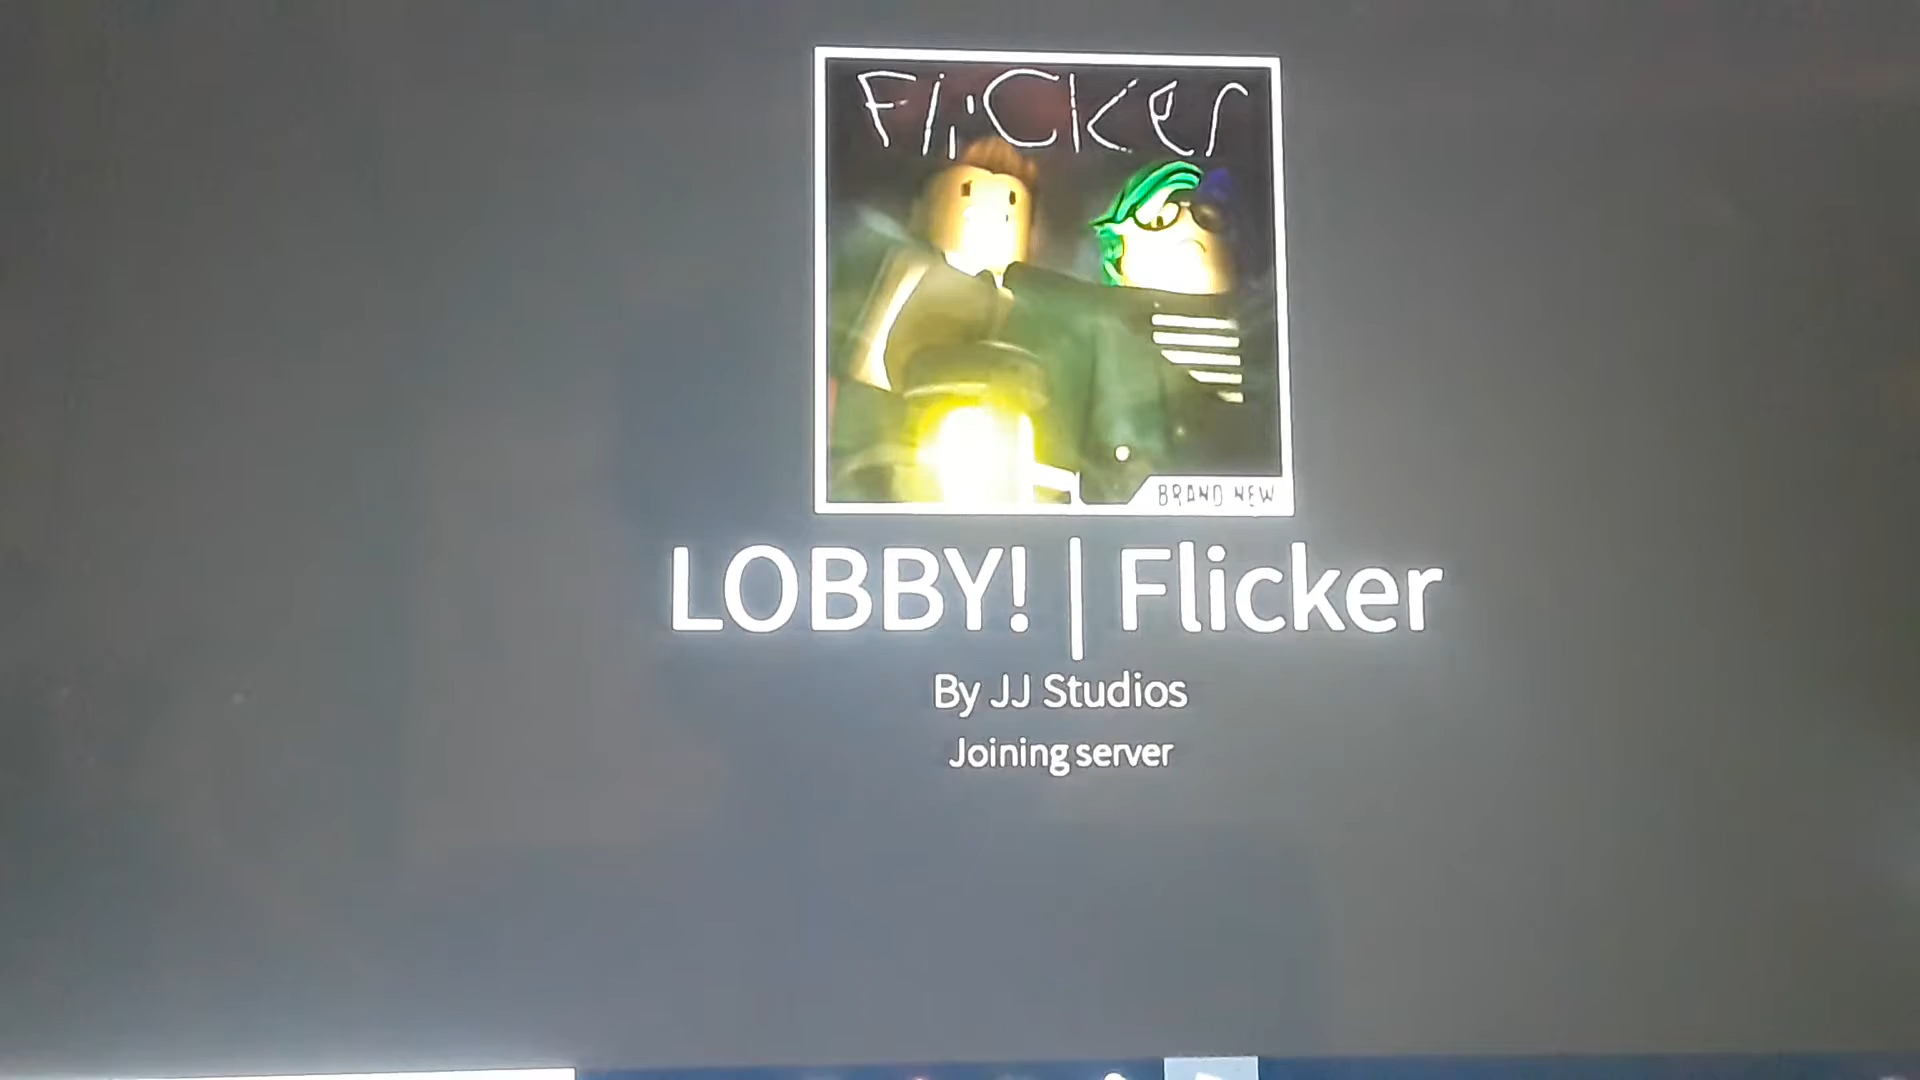 Flicker
BRAND NEW
LOBBY! | Flicker
By JJ Studios
Joining server